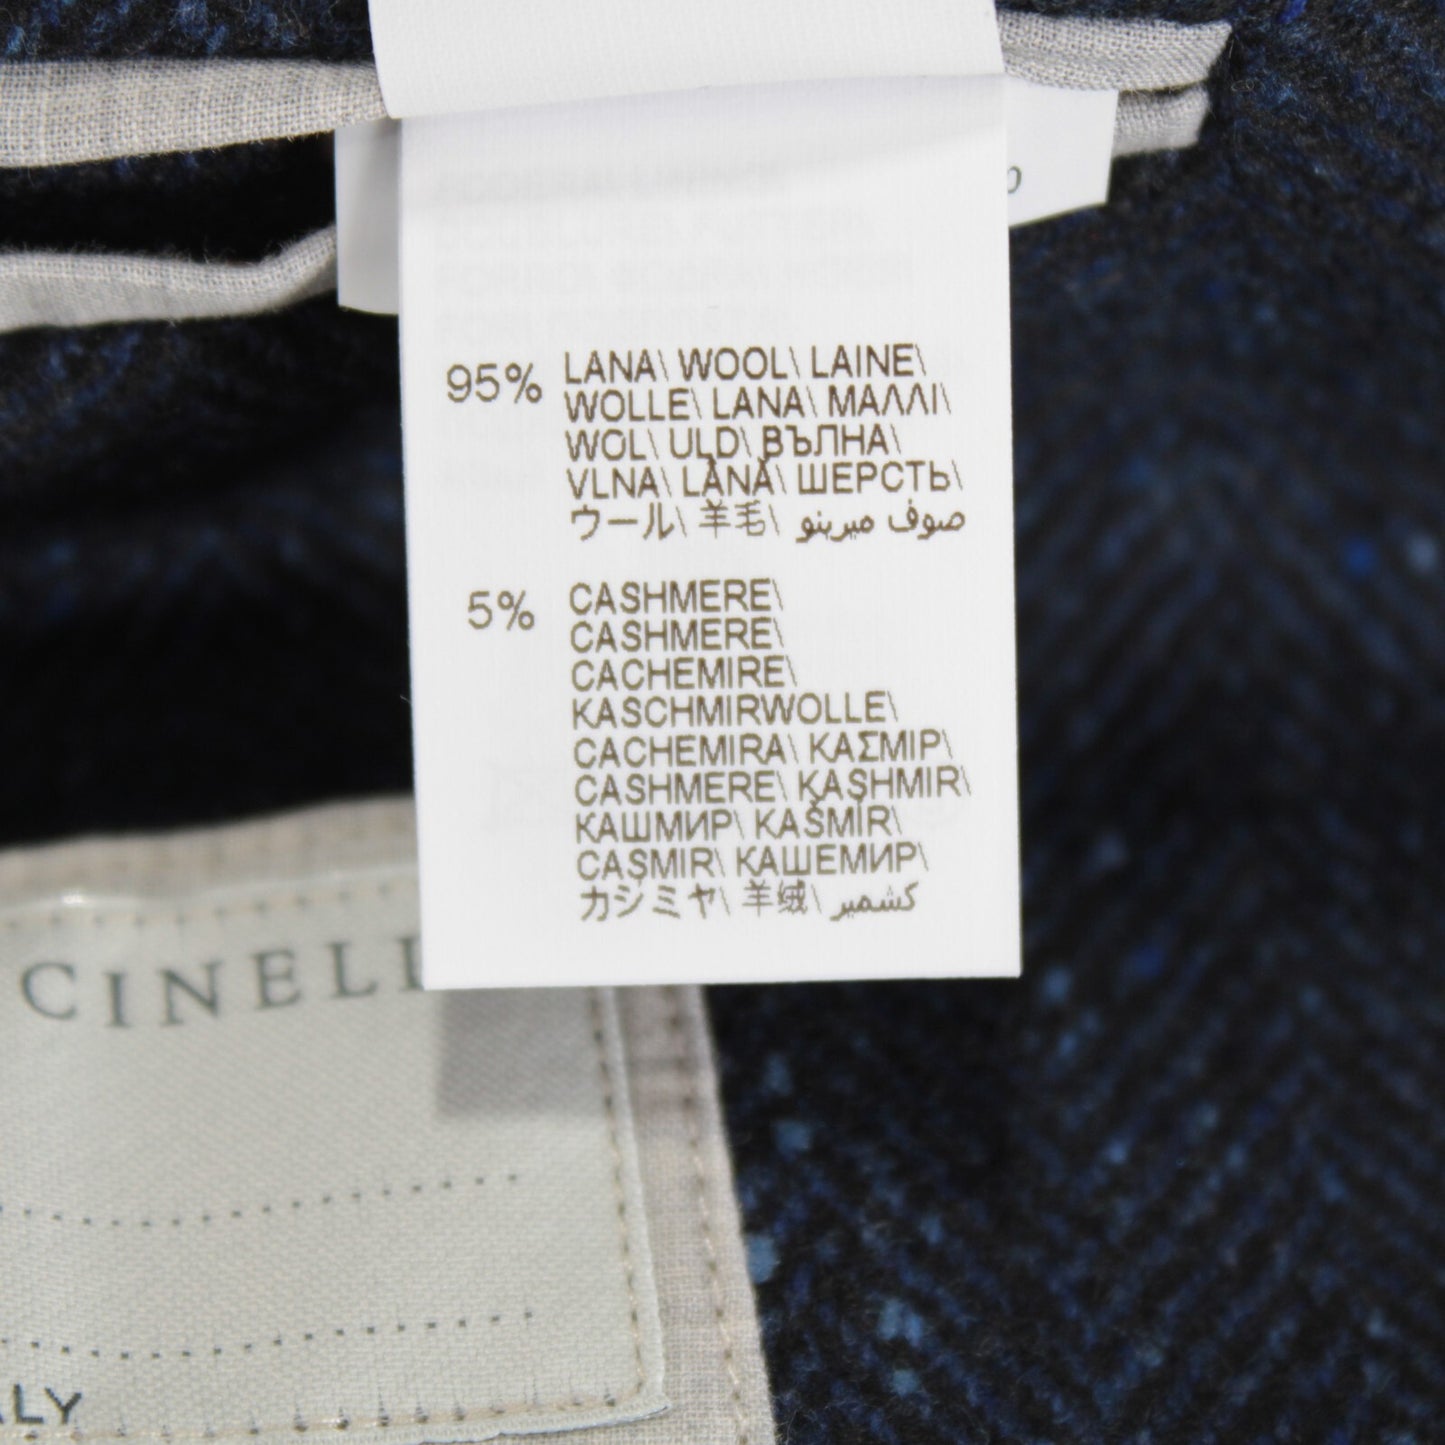 95% LANA\ WOOL\ LAINE\
WOLLE\ LANA\ ΜΑΛΛΙ\
WOL\ ULD\ ВЪЛНА\
VLNA\ LÂNĂ\ ШЕРСТЬ\
ウール\ 羊毛\ صوف ميرينو
5% CASHMERE\
CASHMERE\
CACHEMIRE\
KASCHMIRWOLLE\
CACHEMIRA\ ΚΑΣΜΙΡ\
CASHMERE\ KASHMIR\
КАШМИР\ KAŠMÍR\
CAȘMIR\ КАШЕМИР\
カシミヤ\ 羊绒\ كشمير
CINELL
ALY